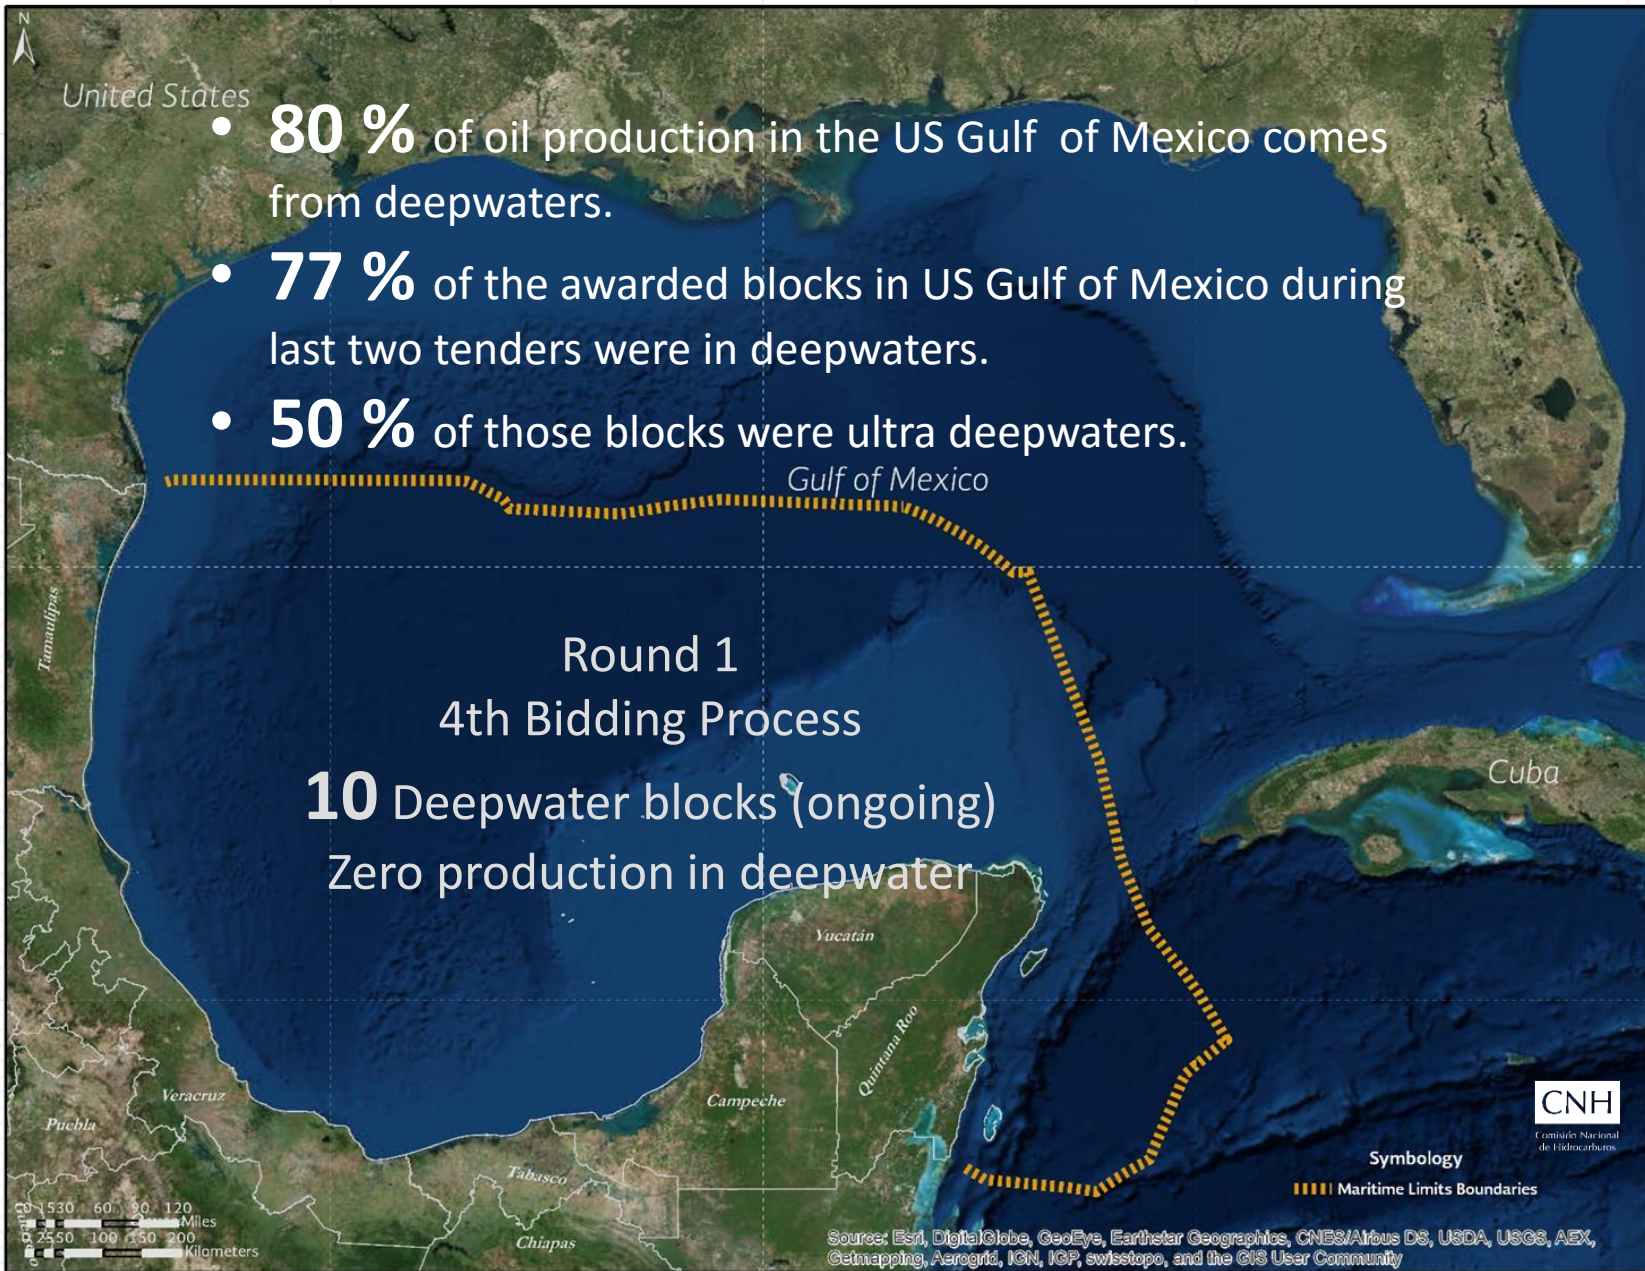 N
United States
• 80 % of oil production in the US Gulf of Mexico comes
from deepwaters.
• 77 % of the awarded blocks in US Gulf of Mexico during
last two tenders were in deepwaters.
• 50 % of those blocks were ultra deepwaters.
Gulf of Mexico
Tamaulipas
Round 1
4th Bidding Process
10 Deepwater blocks (ongoing)
Zero production in deepwater
Cuba
Yucatán
Quintana Roo
Campeche
Veracruz
Puebla
Tabasco
Chiapas
CNH
Comisión Nacional
de Hidrocarburos
Symbology
Maritime Limits Boundaries
0 15 30 60 90 120
Miles
0 25 50 100 150 200
Kilometers
Source: Esri, DigitalGlobe, GeoEye, Earthstar Geographics, CNES/Airbus DS, USDA, USGS, AEX,
Getmapping, Aerogrid, IGN, IGP, swisstopo, and the GIS User Community